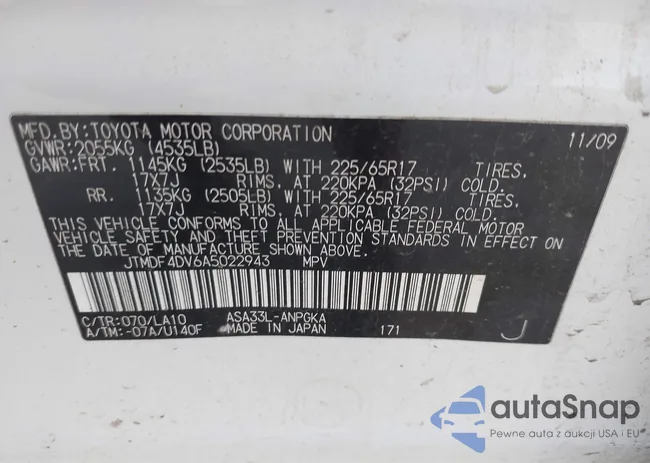 MFD.BY:TOYOTA MOTOR CORPORATION 11/09
GVWR:2055KG (4535LB)
GAWR:FRT. 1145KG (2535LB) WITH 225/65R17 TIRES.
17X7J RIMS. AT 220KPA (32PSI) COLD.
RR. 1135KG (2505LB) WITH 225/65R17 TIRES.
17X7J RIMS. AT 220KPA (32PSI) COLD.
THIS VEHICLE CONFORMS TO ALL APPLICABLE FEDERAL MOTOR
VEHICLE SAFETY AND THEFT PREVENTION STANDARDS IN EFFECT ON
THE DATE OF MANUFACTURE SHOWN ABOVE.
JTMDF4DV6A5022943 MPV
C/TR:070/LA10 ASA33L-ANPGKA
A/TM:-07A/U140F MADE IN JAPAN 171 J
autaSnap
Pewne auta z aukcji USA i EU